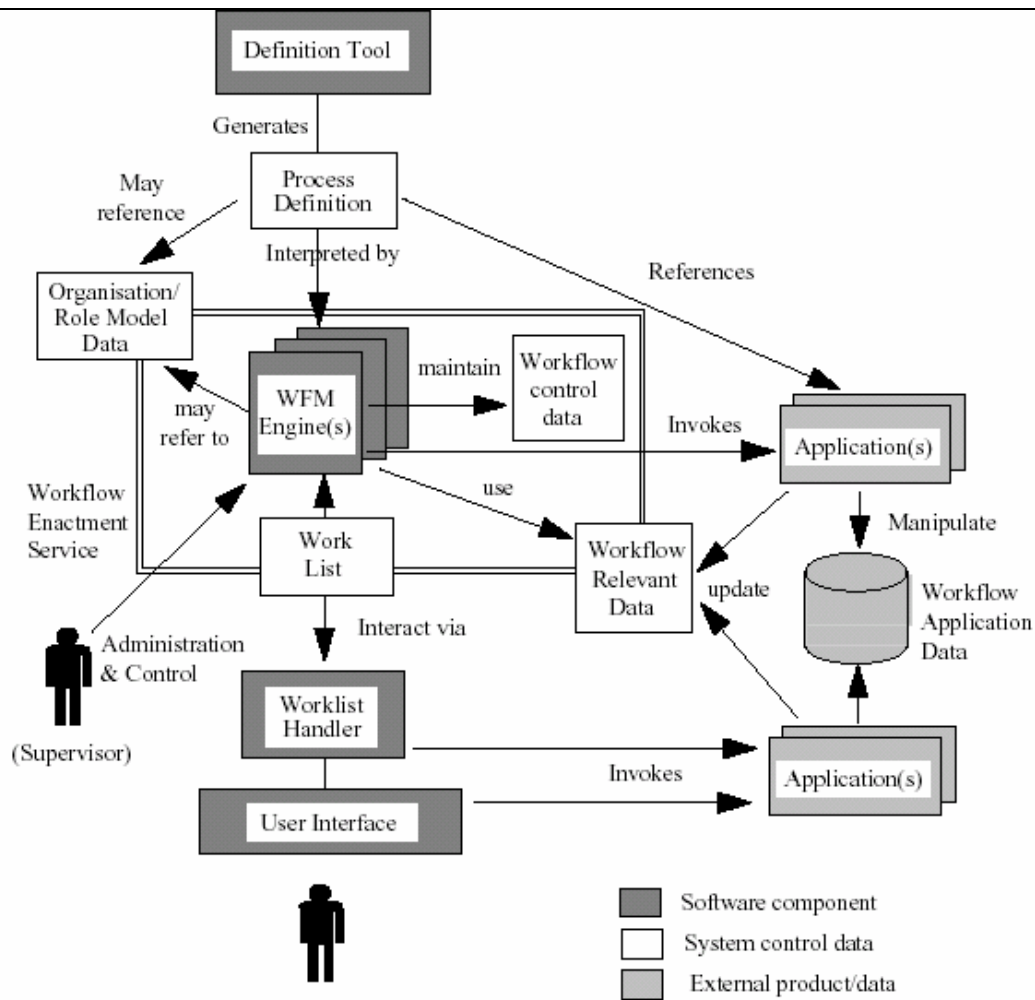 Definition Tool
Generates
Process
Definition
May
reference
Interpreted by
References
Organisation/
Role Model
Data
WFM
Engine(s)
maintain
Workflow
control
data
may
refer to
Invokes
Application(s)
use
Workflow
Enactment
Service
Work
List
Workflow
Relevant
Data
Manipulate
update
Workflow
Application
Data
Interact via
Administration
& Control
(Supervisor)
Worklist
Handler
Invokes
Application(s)
User Interface
Software component
System control data
External product/data